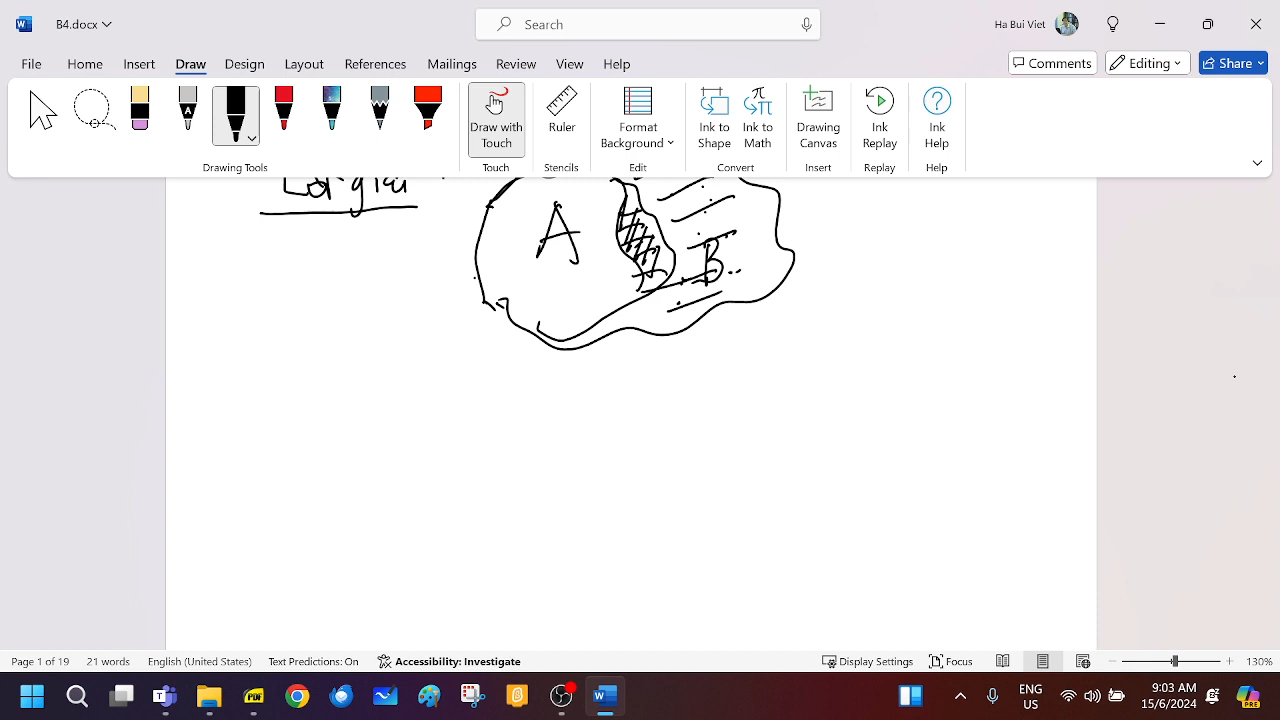 B4.docx
Search
Ha Bui Viet
File Home Insert Draw Design Layout References Mailings Review View Help
Comments Editing Share
Draw with Touch
Ruler
Format Background
Ink to Shape
Ink to Math
Drawing Canvas
Ink Replay
Ink Help
Drawing Tools Touch Stencils Edit Convert Insert Replay Help
A
B
Page 1 of 19 21 words English (United States) Text Predictions: On Accessibility: Investigate Display Settings Focus 130%
ENG US
9:03 AM
15/6/2024
PDF
PRE